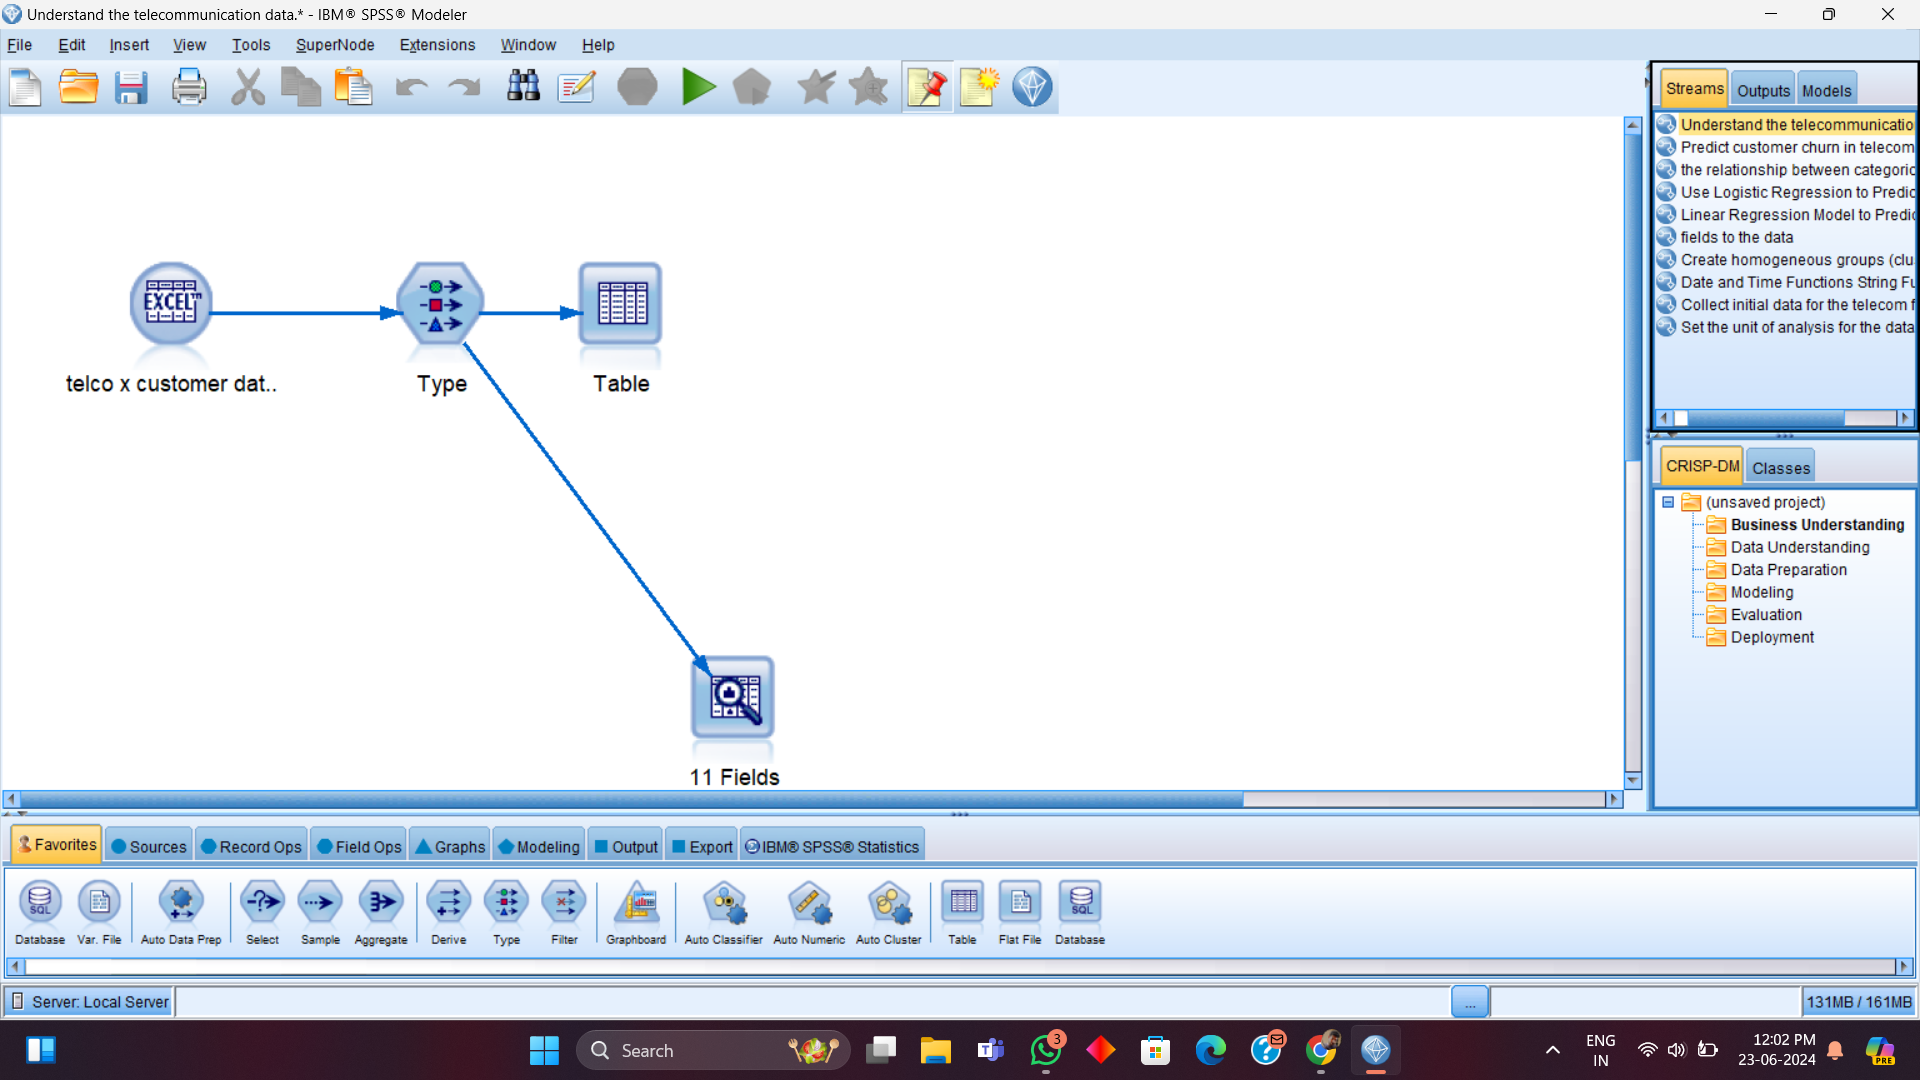 Understand the telecommunication data.* - IBM® SPSS® Modeler
File Edit Insert View Tools SuperNode Extensions Window Help
EXCEL™
telco x customer dat..
Type
Table
11 Fields
Streams Outputs Models
Understand the telecommunicatio
Predict customer churn in telecom
the relationship between categoric
Use Logistic Regression to Predic
Linear Regression Model to Predic
fields to the data
Create homogeneous groups (clu
Date and Time Functions String Fu
Collect initial data for the telecom f
Set the unit of analysis for the data
CRISP-DM Classes
(unsaved project)
Business Understanding
Data Understanding
Data Preparation
Modeling
Evaluation
Deployment
Favorites Sources Record Ops Field Ops Graphs Modeling Output Export IBM® SPSS® Statistics
SQL SQL
Database Var. File Auto Data Prep Select Sample Aggregate Derive Type Filter Graphboard Auto Classifier Auto Numeric Auto Cluster Table Flat File Database
Server: Local Server ... 131MB / 161MB
Search
3
ENG
IN
12:02 PM
23-06-2024
PRE